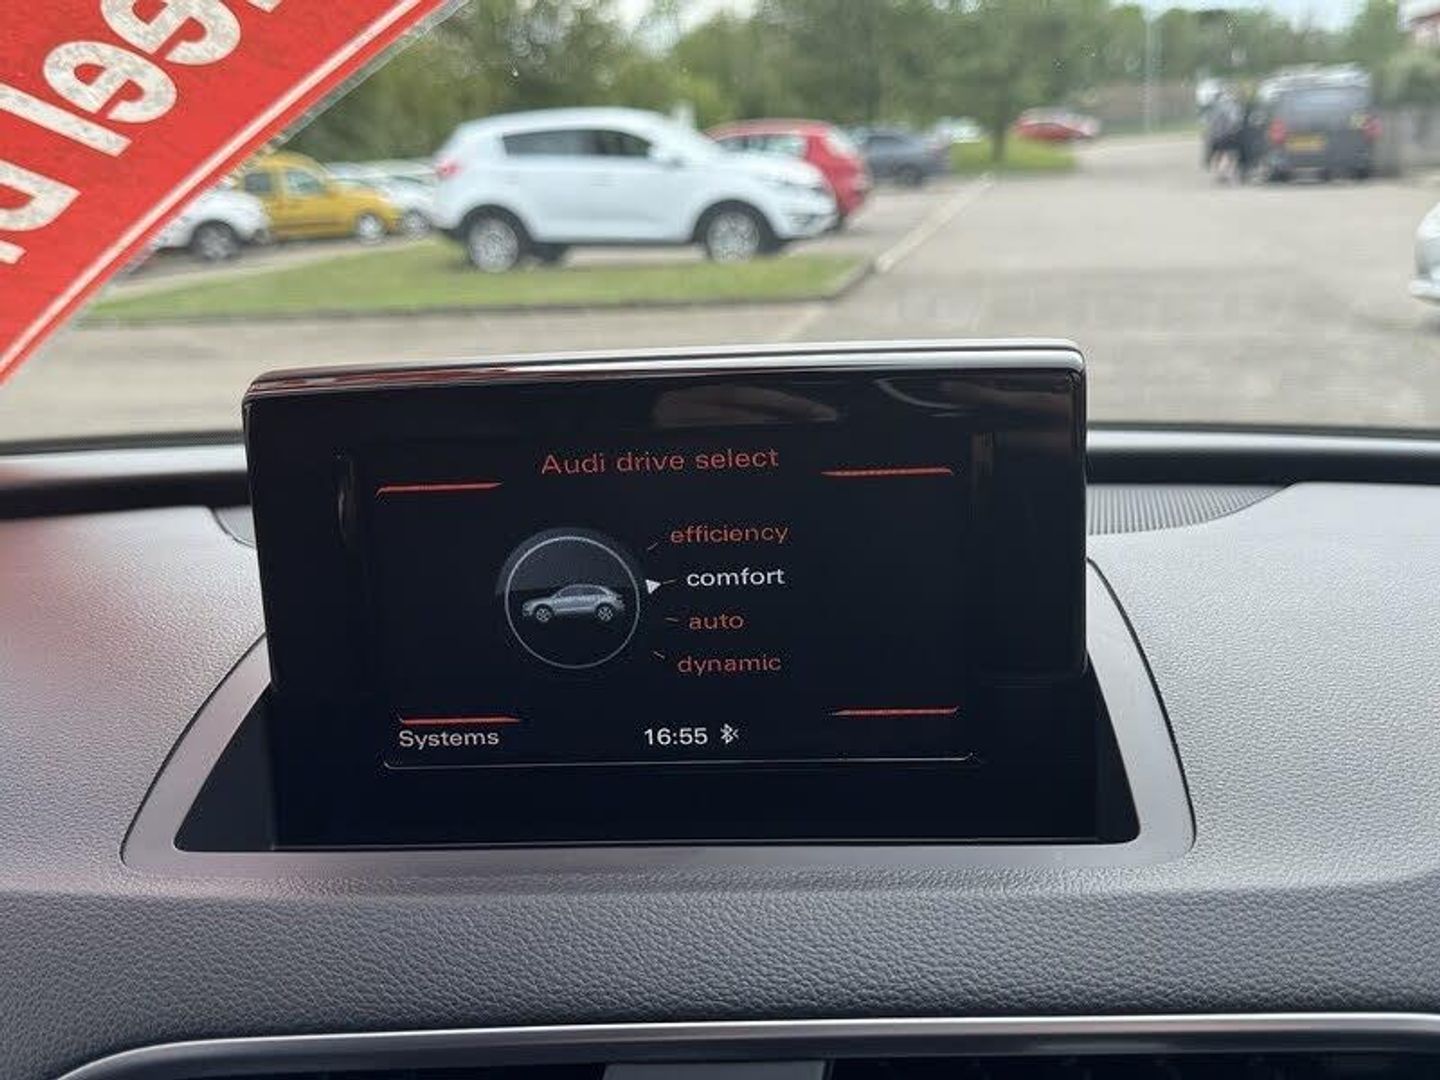 Audi drive select
efficiency
comfort
auto
dynamic
Systems
16:55